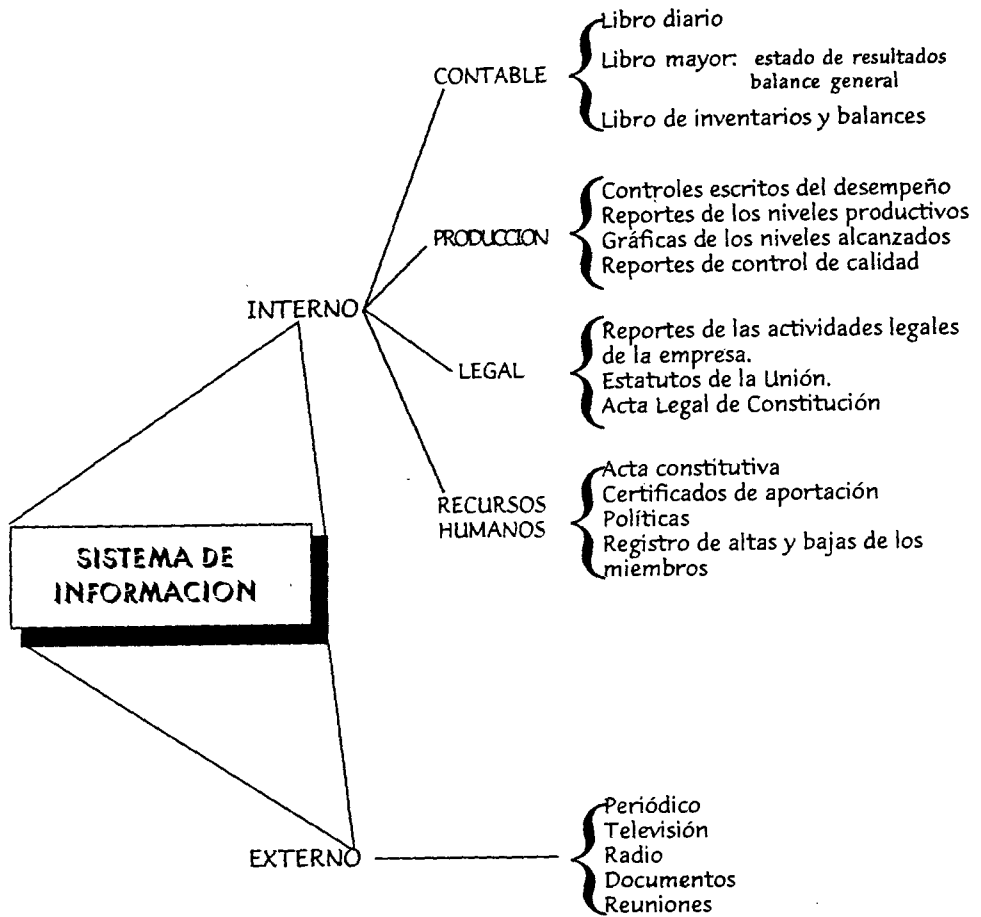 Libro diario
CONTABLE
Libro mayor: estado de resultados
balance general
Libro de inventarios y balances
PRODUCCION
Controles escritos del desempeño
Reportes de los niveles productivos
Gráficas de los niveles alcanzados
Reportes de control de calidad
INTERNO
LEGAL
Reportes de las actividades legales
de la empresa.
Estatutos de la Unión.
Acta Legal de Constitución
RECURSOS
HUMANOS
Acta constitutiva
Certificados de aportación
Políticas
Registro de altas y bajas de los
miembros
SISTEMA DE
INFORMACION
EXTERNO
Periódico
Televisión
Radio
Documentos
Reuniones